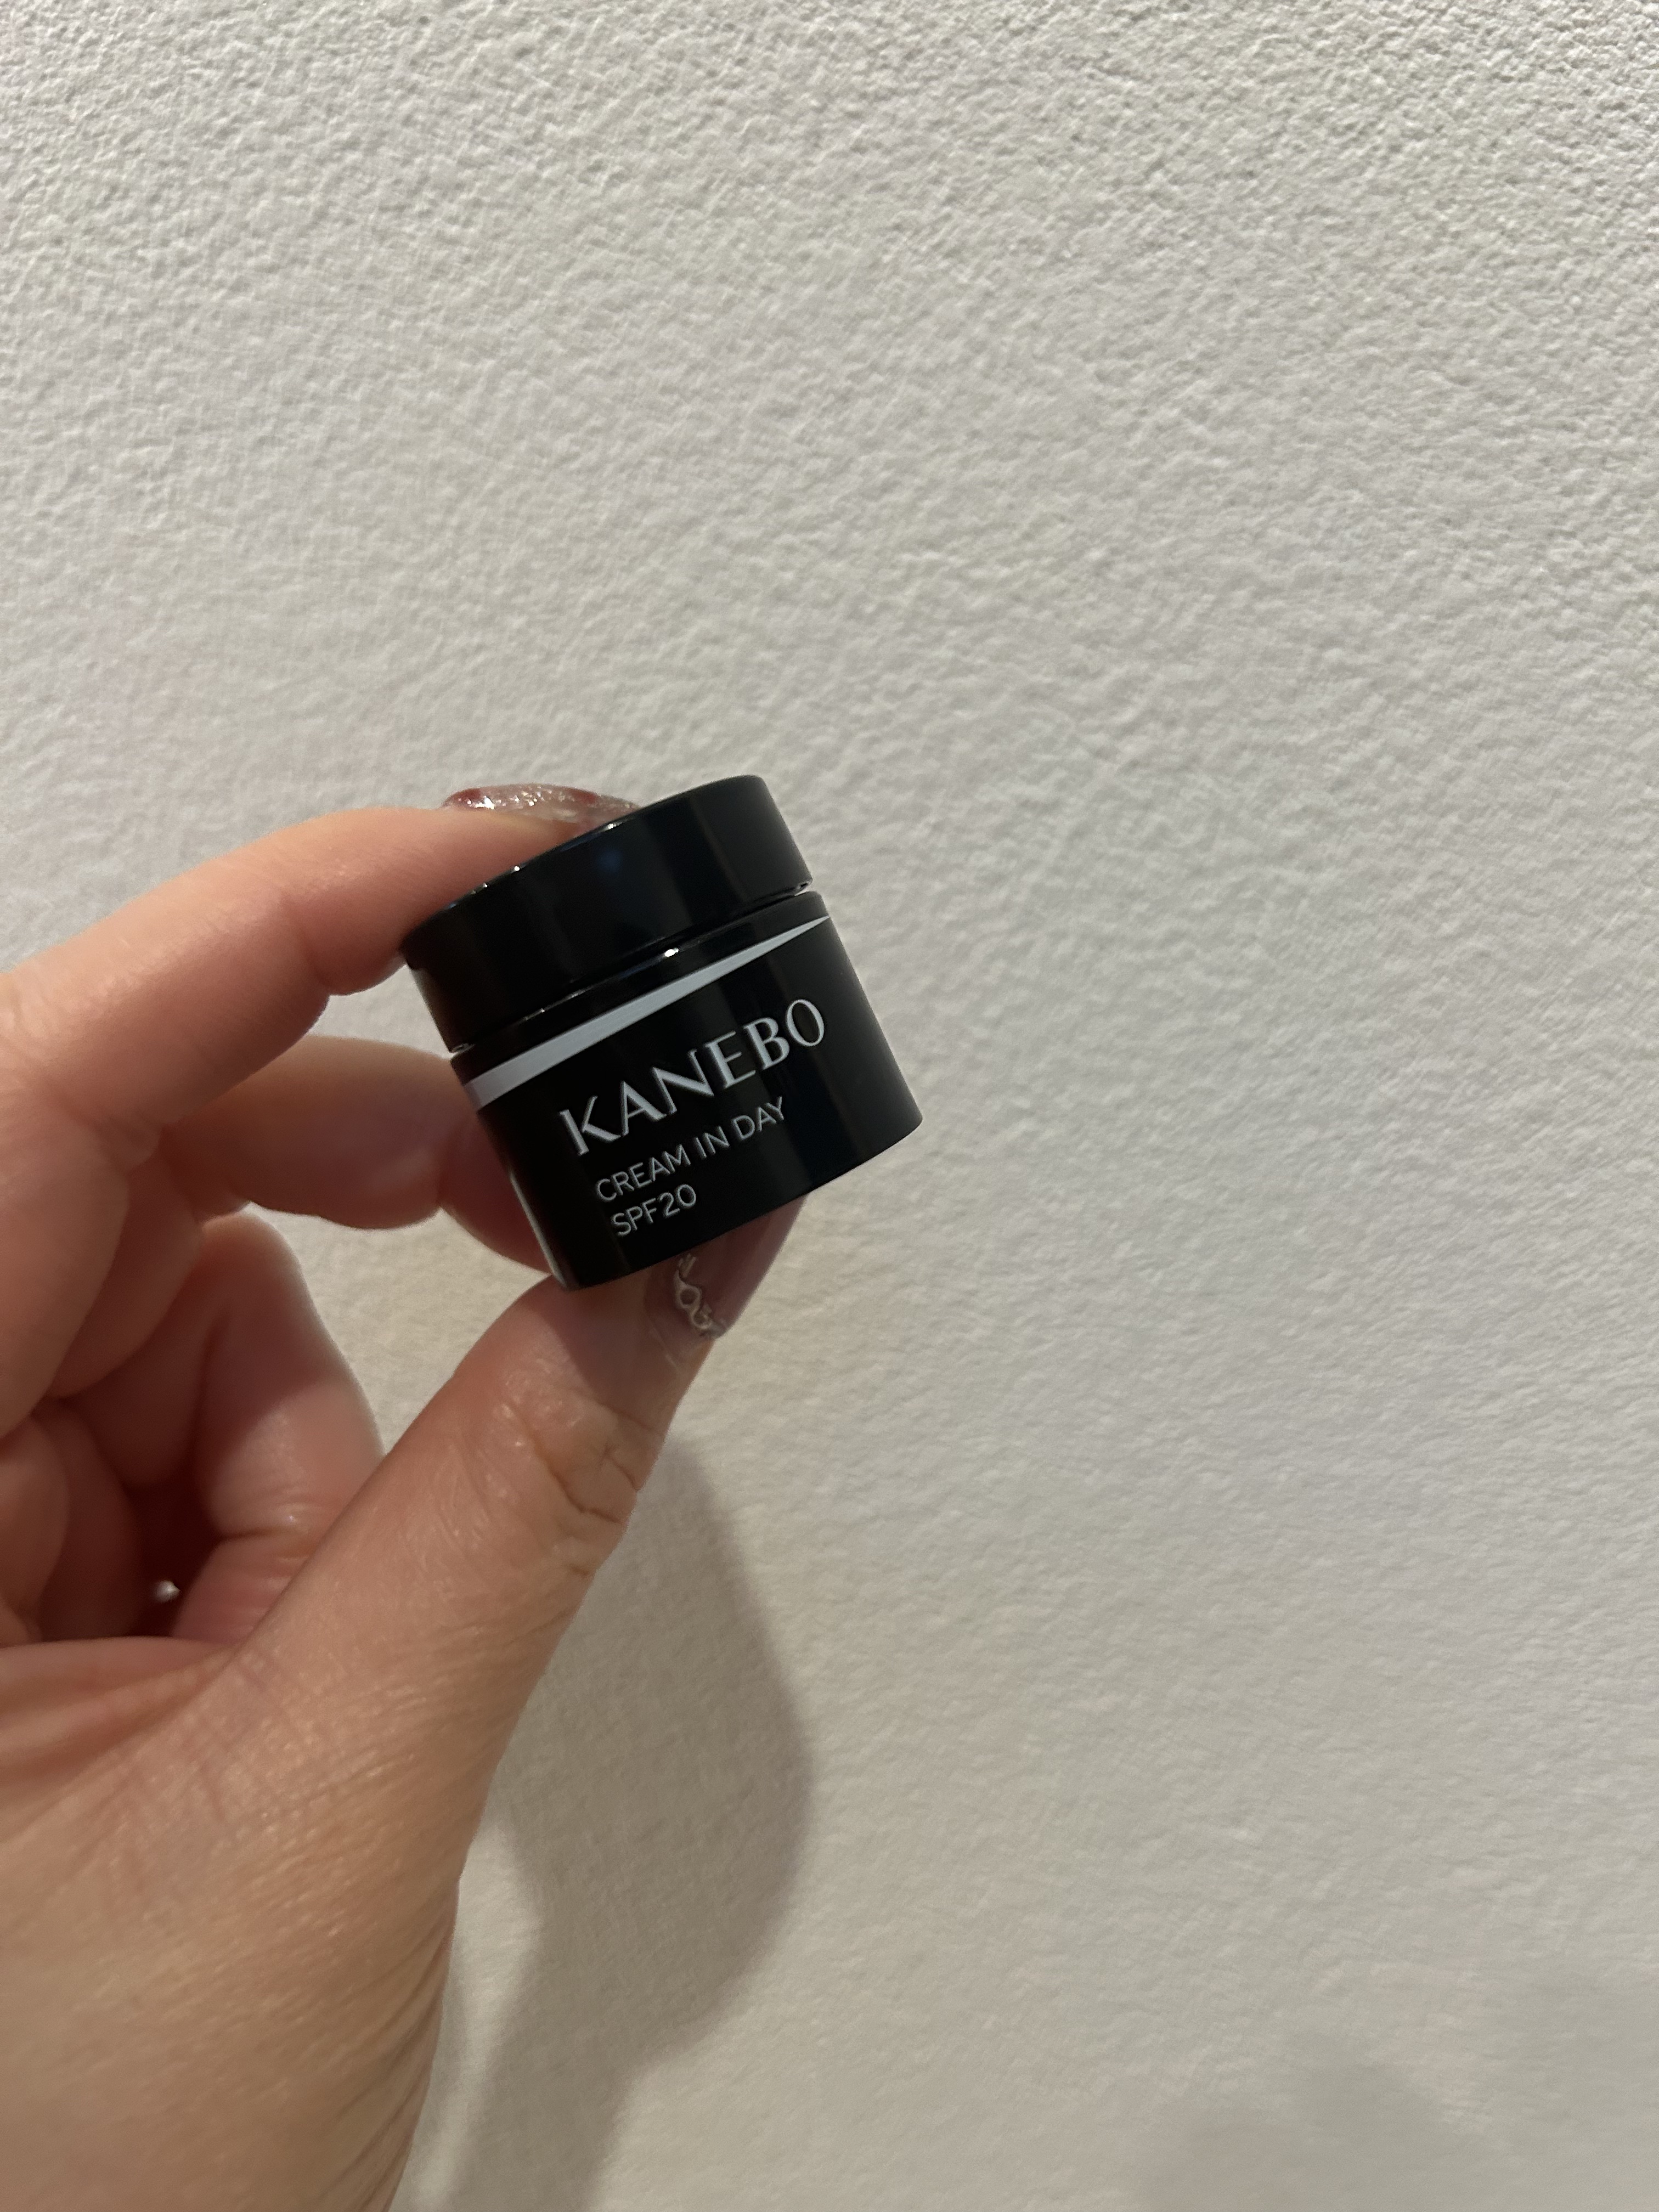 KANEBO
CREAM IN DAY
SPF20